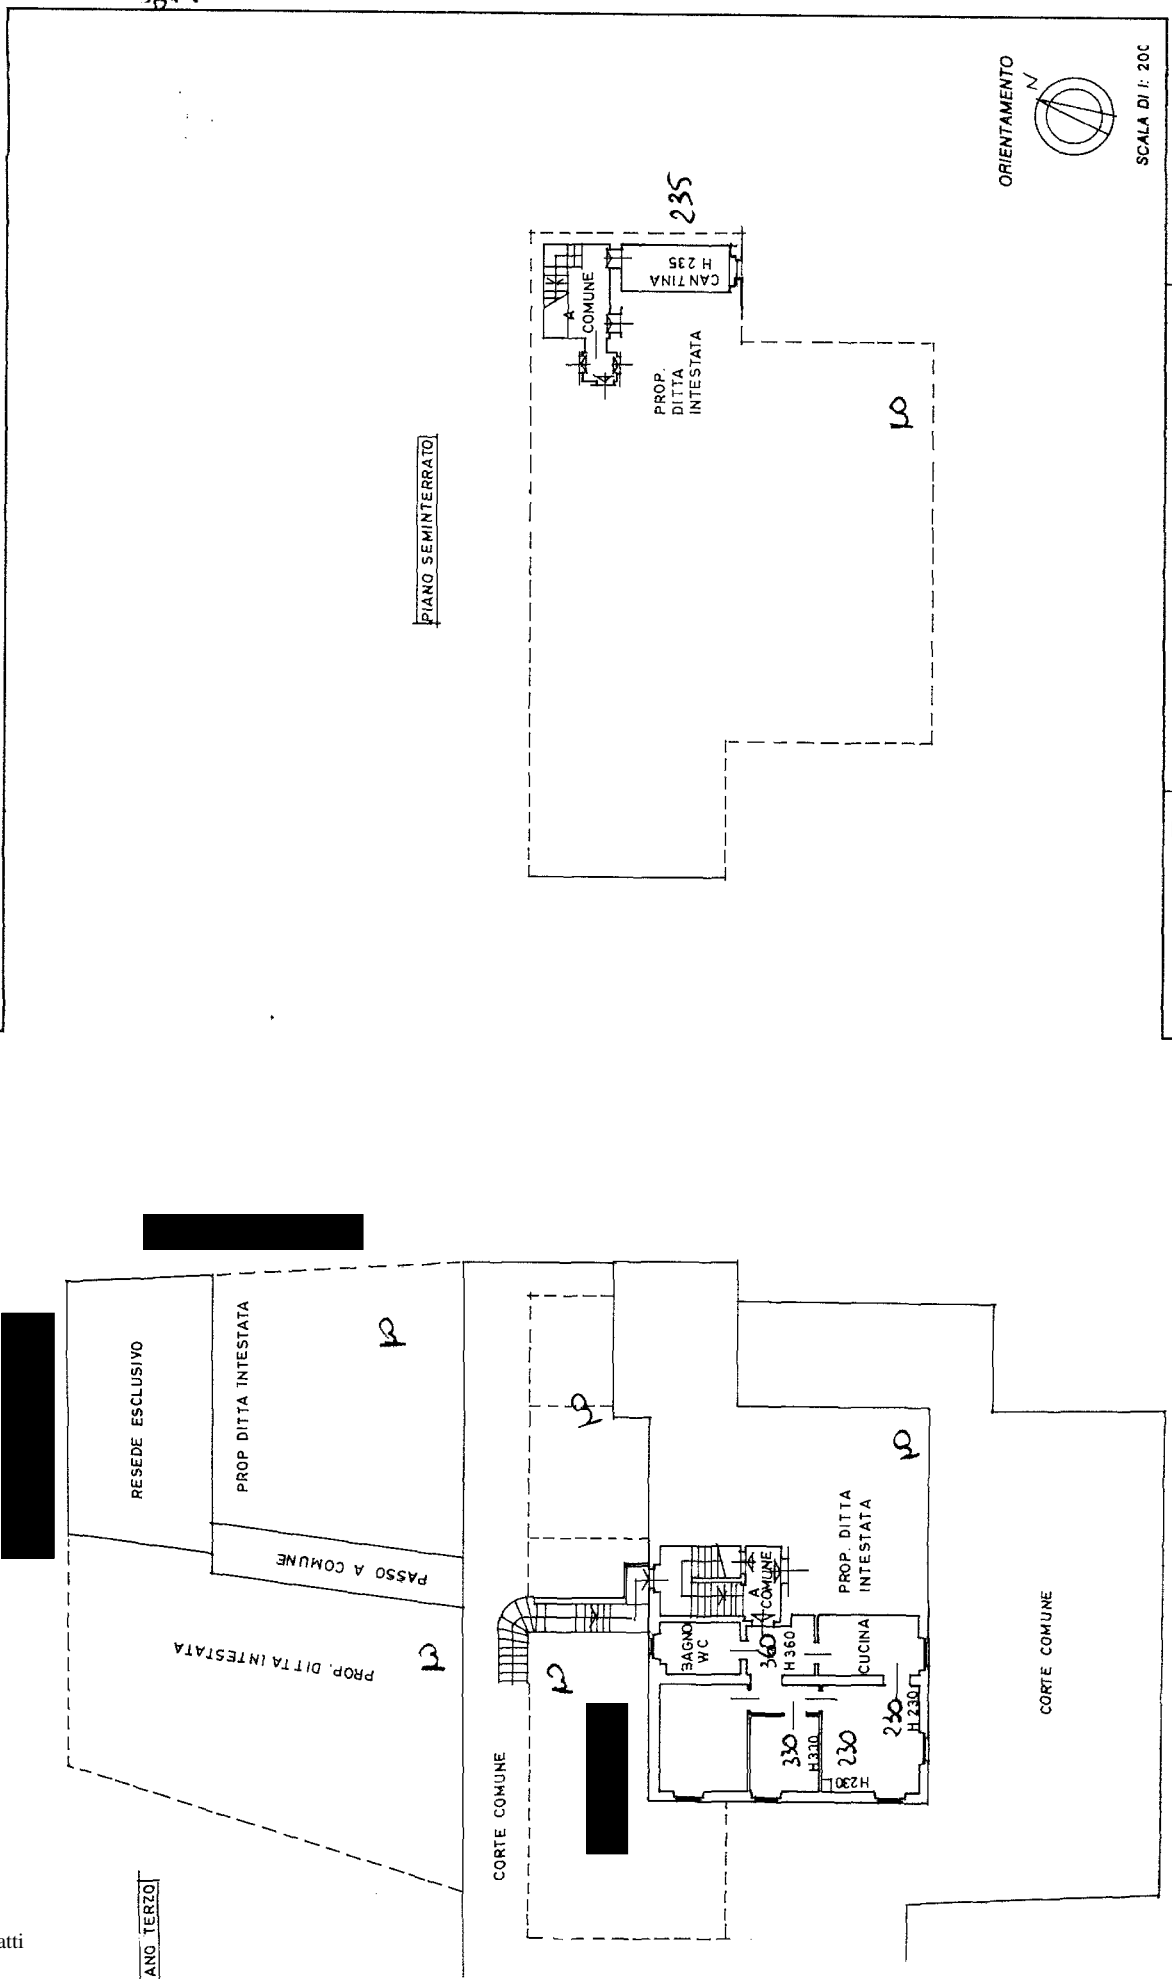 ORIENTAMENTO
N
SCALA DI 1: 200
PIANO SEMINTERRATO
A
COMUNE
CANTINA
H 235
235
PROP.
DITTA
INTESTATA
RESEDE ESCLUSIVO
PROP DITTA INTESTATA
PASSO A COMUNE
PROP. DITTA INTESTATA
CORTE COMUNE
BAGNO
WC
A
COMUNE
360
H 360
CUCINA
PROP. DITTA
INTESTATA
330
H330
230
H230
230
H 230
CORTE COMUNE
ANO TERZO
atti